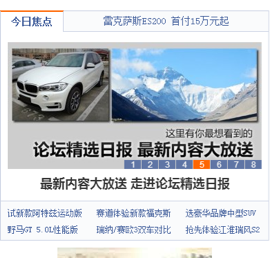 今日焦点
雷克萨斯ES200 首付15万元起
这里有你最想看到的
论坛精选日报 最新内容大放送
1 2 3 4 5 6 7 8
最新内容大放送 走进论坛精选日报
试新款阿特兹运动版 赛道体验新款福克斯 选豪华品牌中型SUV
野马GT 5.0L性能版 瑞纳/赛欧3双车对比 抢先体验江淮瑞风S2